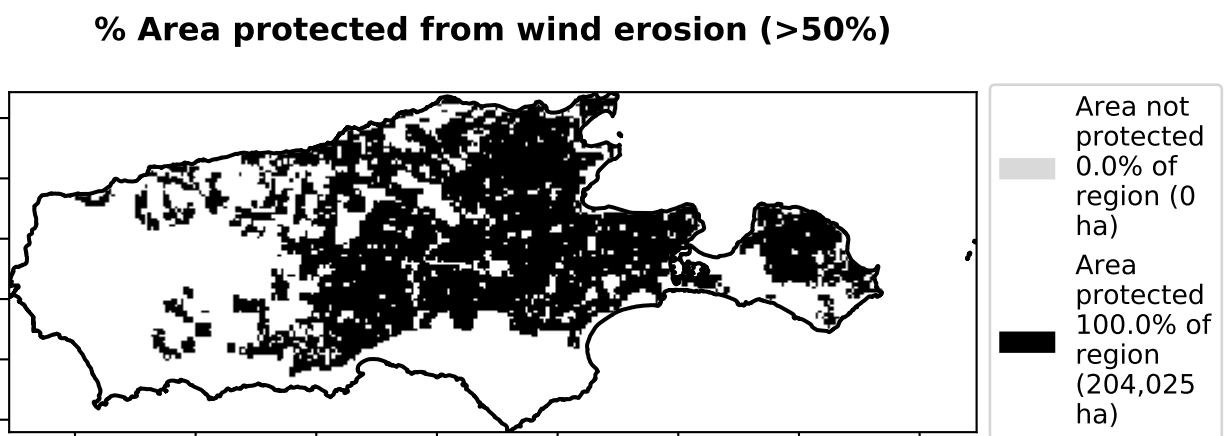 % Area protected from wind erosion (>50%)
Area not
protected
0.0% of
region (0
ha)
Area
protected
100.0% of
region
(204,025
ha)